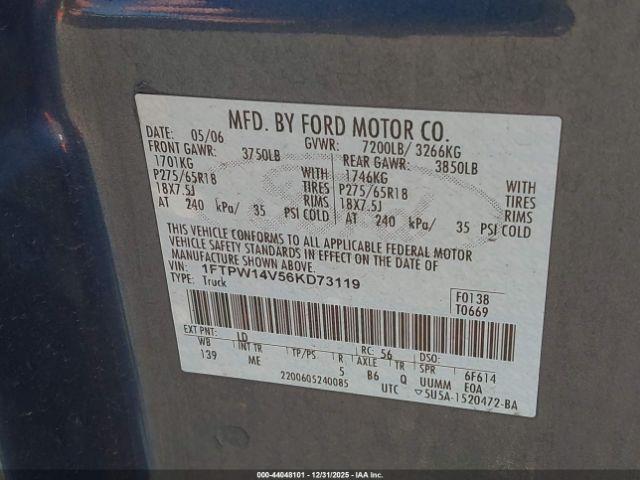 MFD. BY FORD MOTOR CO.
DATE: 05/06 GVWR: 7200LB/ 3266KG
FRONT GAWR: 3750LB REAR GAWR: 3850LB
1701KG WITH 1746KG WITH
P275/65R18 TIRES P275/65R18 TIRES
18X7.5J RIMS 18X7.5J RIMS
AT 240 kPa/ 35 PSI COLD AT 240 kPa/ 35 PSI COLD
THIS VEHICLE CONFORMS TO ALL APPLICABLE FEDERAL MOTOR
VEHICLE SAFETY STANDARDS IN EFFECT ON THE DATE OF
MANUFACTURE SHOWN ABOVE.
VIN: 1FTPW14V56KD73119
TYPE: Truck
F0138
T0669
EXT PNT: LD RC: 56 DSO:
WB INT TR TP/PS R AXLE TR SPR 6F614
139 ME 5 B6 Q UUMM E0A
2200605240085 UTC ▽5U5A-1520472-BA
000-44048101 - 12/31/2025 - IAA Inc.